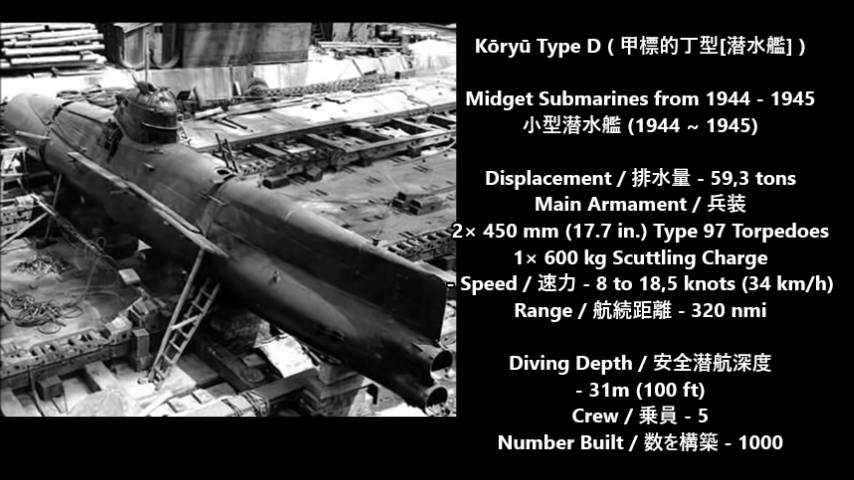 Kōryū Type D ( 甲標的丁型[潜水艦] )
Midget Submarines from 1944 - 1945
小型潜水艦 (1944 ~ 1945)
Displacement / 排水量 - 59,3 tons
Main Armament / 兵装
2× 450 mm (17.7 in.) Type 97 Torpedoes
1× 600 kg Scuttling Charge
- Speed / 速力 - 8 to 18,5 knots (34 km/h)
Range / 航続距離 - 320 nmi
Diving Depth / 安全潜航深度
- 31m (100 ft)
Crew / 乗員 - 5
Number Built / 数を構築 - 1000